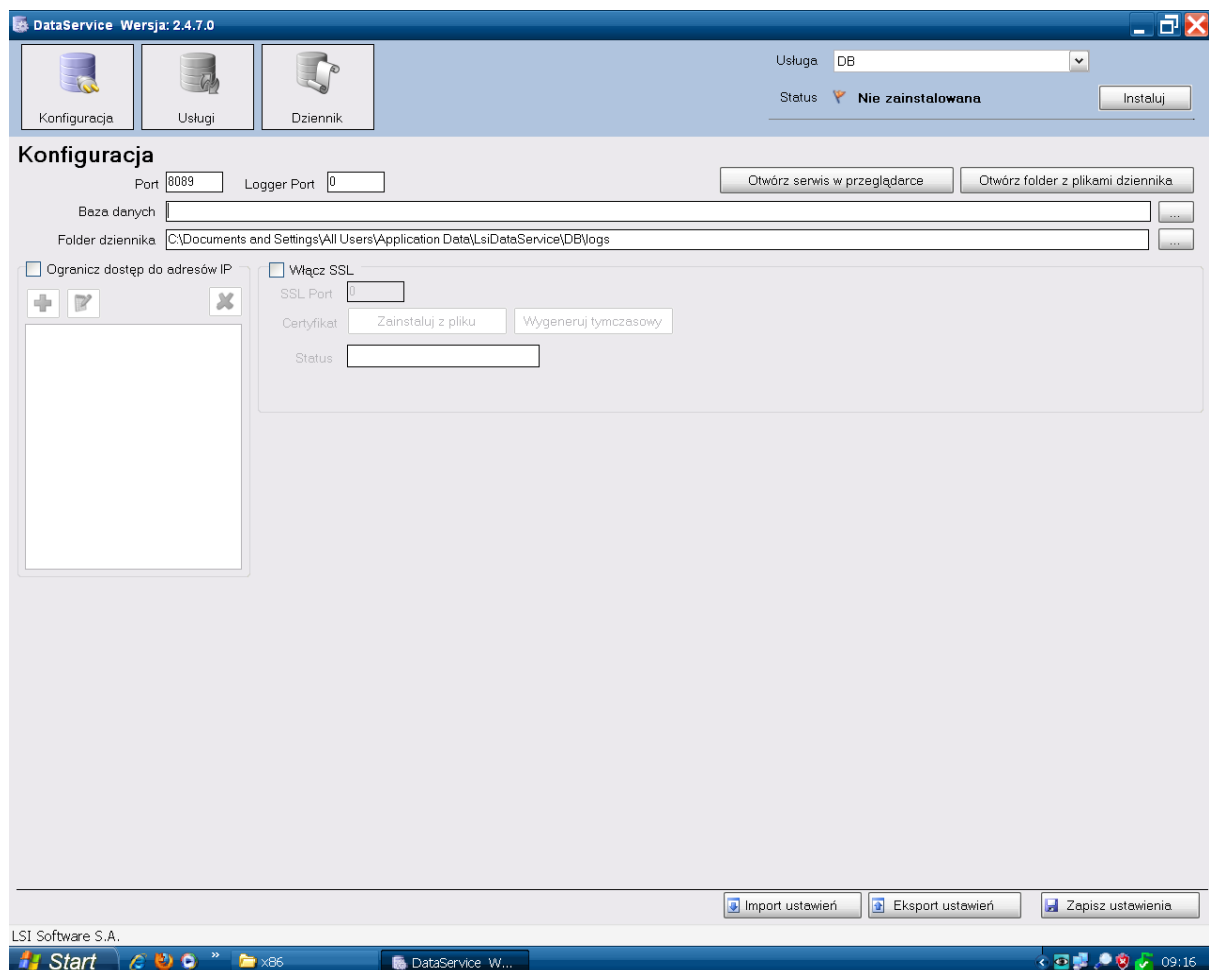 DataService Wersja: 2.4.7.0
Konfiguracja
Usługi
Dziennik
Usługa DB
Status Nie zainstalowana Instaluj
Konfiguracja
Port 8089 Logger Port 0 Otwórz serwis w przeglądarce Otwórz folder z plikami dziennika
Baza danych ...
Folder dziennika C:\Documents and Settings\All Users\Application Data\LsiDataService\DB\logs ...
Ogranicz dostęp do adresów IP
Włącz SSL
SSL Port 0
Certyfikat Zainstaluj z pliku Wygeneruj tymczasowy
Status
Import ustawień Eksport ustawień Zapisz ustawienia
LSI Software S.A.
Start » x86 DataService W... 09:16